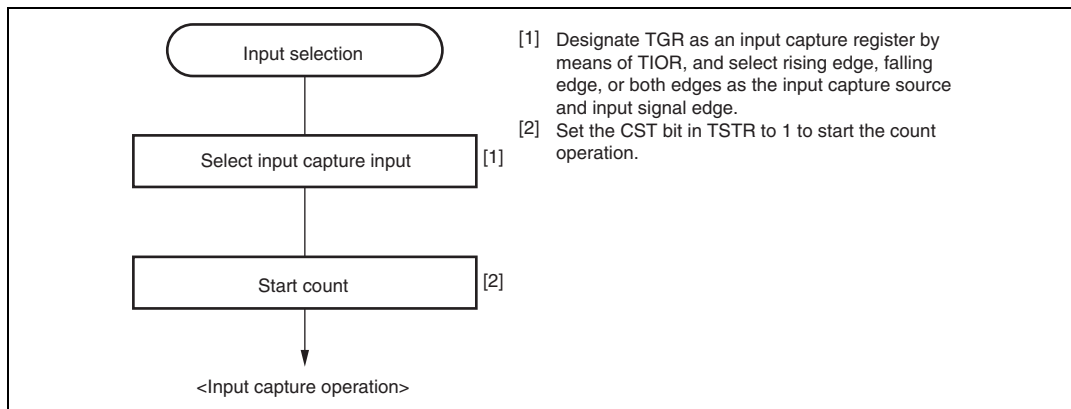 Input selection
[1] Designate TGR as an input capture register by
means of TIOR, and select rising edge, falling
edge, or both edges as the input capture source
and input signal edge.
[2] Set the CST bit in TSTR to 1 to start the count
operation.
Select input capture input [1]
Start count [2]
<Input capture operation>